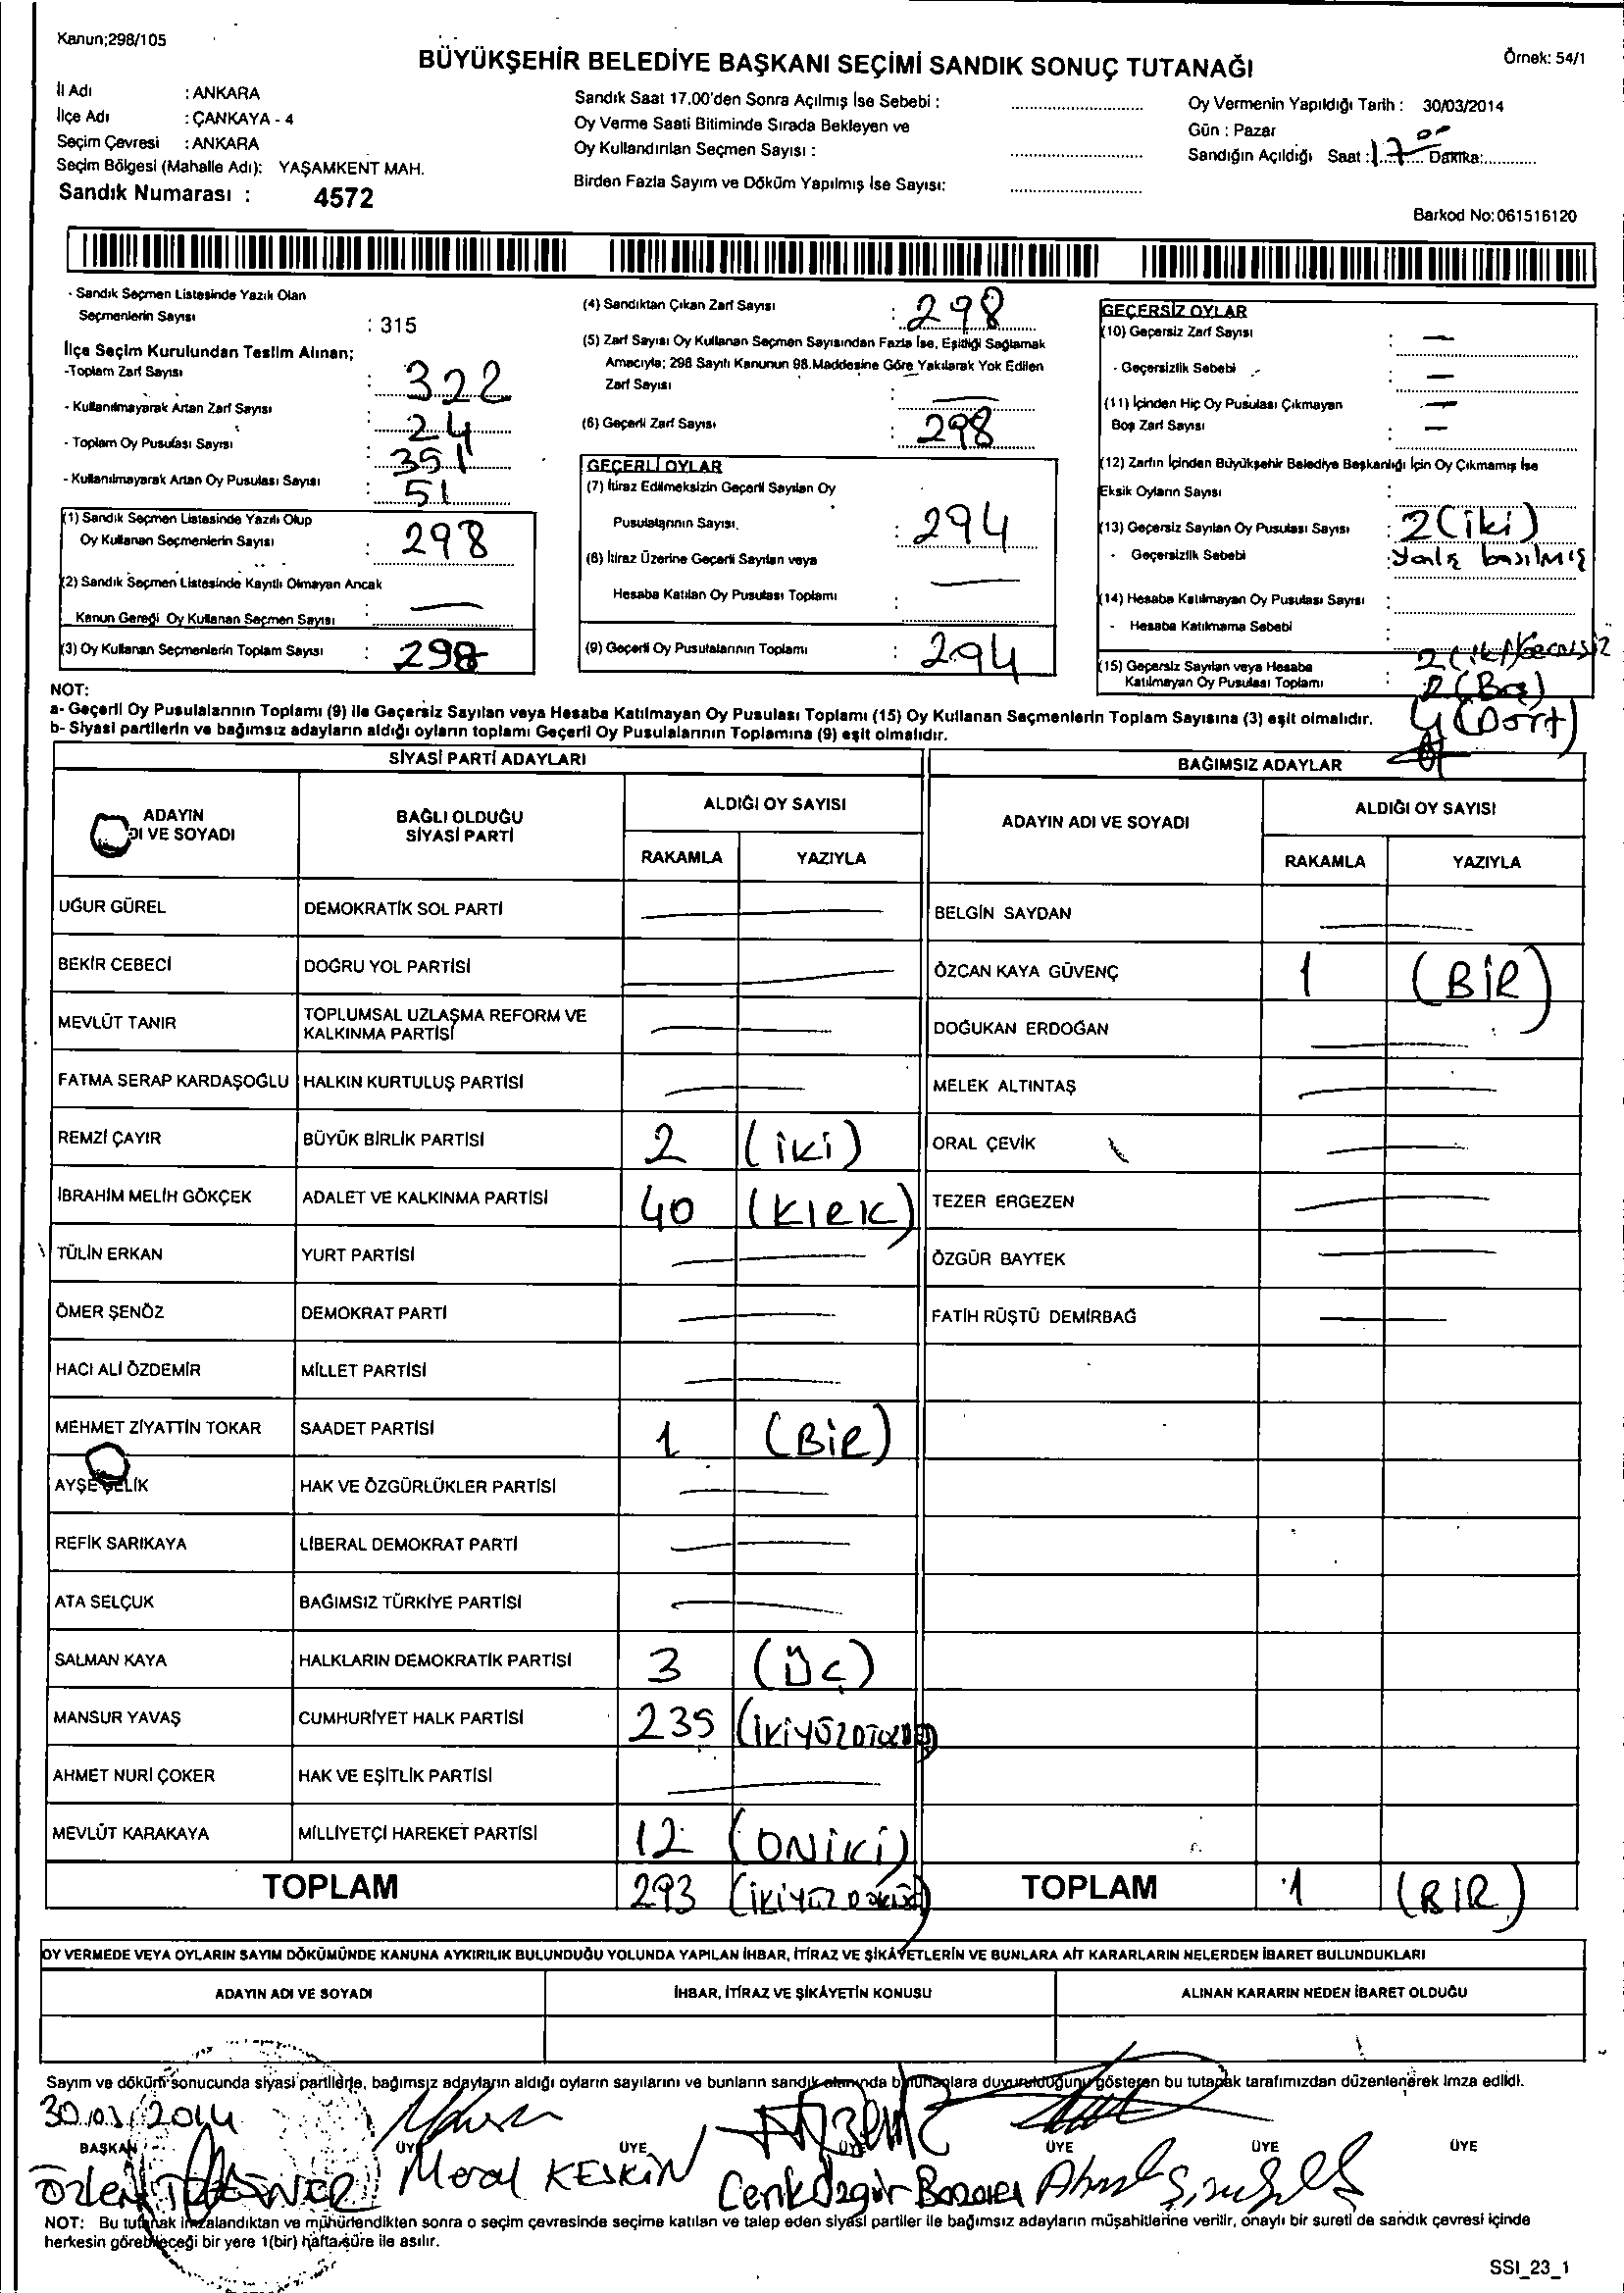 Kanun;298/105
BÜYÜKŞEHİR BELEDİYE BAŞKANI SEÇİMİ SANDIK SONUÇ TUTANAĞI
Örnek: 54/1
İl Adı : ANKARA
İlçe Adı : ÇANKAYA - 4
Seçim Çevresi : ANKARA
Seçim Bölgesi (Mahalle Adı): YAŞAMKENT MAH.
Sandık Numarası : 4572
Sandık Saat 17.00'den Sonra Açılmış İse Sebebi :
Oy Verme Saati Bitiminde Sırada Bekleyen ve
Oy Kullandırılan Seçmen Sayısı :
Birden Fazla Sayım ve Döküm Yapılmış İse Sayısı:
Oy Vermenin Yapıldığı Tarih : 30/03/2014
Gün : Pazar
Sandığın Açıldığı Saat : 17 00 Dakika:
Barkod No: 061516120
- Sandık Seçmen Listesinde Yazılı Olan
Seçmenlerin Sayısı : 315
İlçe Seçim Kurulundan Teslim Alınan;
-Toplam Zarf Sayısı : 322
- Kullanılmayarak Artan Zarf Sayısı : 24
- Toplam Oy Pusulası Sayısı : 351
- Kullanılmayarak Artan Oy Pusulası Sayısı : 51
(1) Sandık Seçmen Listesinde Yazılı Olup
Oy Kullanan Seçmenlerin Sayısı : 298
(2) Sandık Seçmen Listesinde Kayıtlı Olmayan Ancak
Kanun Gereği Oy Kullanan Seçmen Sayısı : —
(3) Oy Kullanan Seçmenlerin Toplam Sayısı : 298
(4) Sandıktan Çıkan Zarf Sayısı : 298
(5) Zarf Sayısı Oy Kullanan Seçmen Sayısından Fazla İse, Eşitliği Sağlamak
Amacıyla; 298 Sayılı Kanunun 98.Maddesine Göre Yakılarak Yok Edilen
Zarf Sayısı : —
(6) Geçerli Zarf Sayısı : 298
GEÇERLİ OYLAR
(7) İtiraz Edilmeksizin Geçerli Sayılan Oy
Pusulalarının Sayısı. : 294
(8) İtiraz Üzerine Geçerli Sayılan veya
Hesaba Katılan Oy Pusulası Toplamı : —
(9) Geçerli Oy Pusulalarının Toplamı : 294
GEÇERSİZ OYLAR
(10) Geçersiz Zarf Sayısı : —
- Geçersizlik Sebebi : —
(11) İçinden Hiç Oy Pusulası Çıkmayan —
Boş Zarf Sayısı : —
(12) Zarfın İçinden Büyükşehir Belediye Başkanlığı İçin Oy Çıkmamış İse
Eksik Oyların Sayısı :
(13) Geçersiz Sayılan Oy Pusulası Sayısı : 2 (iki)
- Geçersizlik Sebebi : Yanlş basılmış
(14) Hesaba Katılmayan Oy Pusulası Sayısı :
- Hesaba Katılmama Sebebi :
(15) Geçersiz Sayılan veya Hesaba 2 (iki) Geçersiz
Katılmayan Oy Pusulası Toplamı : 2 (Boş)
4 (Dört)
NOT:
a- Geçerli Oy Pusulalarının Toplamı (9) ile Geçersiz Sayılan veya Hesaba Katılmayan Oy Pusulası Toplamı (15) Oy Kullanan Seçmenlerin Toplam Sayısına (3) eşit olmalıdır.
b- Siyasi partilerin ve bağımsız adayların aldığı oyların toplamı Geçerli Oy Pusulalarının Toplamına (9) eşit olmalıdır.
SİYASİ PARTİ ADAYLARI
BAĞIMSIZ ADAYLAR
ADAYIN
DI VE SOYADI
BAĞLI OLDUĞU
SİYASİ PARTİ
ALDIĞI OY SAYISI
RAKAMLA YAZIYLA
ADAYIN ADI VE SOYADI
ALDIĞI OY SAYISI
RAKAMLA YAZIYLA
UĞUR GÜREL DEMOKRATİK SOL PARTİ — BELGİN SAYDAN —
BEKİR CEBECİ DOĞRU YOL PARTİSİ — ÖZCAN KAYA GÜVENÇ 1 (BİR)
MEVLÜT TANIR TOPLUMSAL UZLAŞMA REFORM VE
KALKINMA PARTİSİ — DOĞUKAN ERDOĞAN —
FATMA SERAP KARDAŞOĞLU HALKIN KURTULUŞ PARTİSİ — MELEK ALTINTAŞ —
REMZİ ÇAYIR BÜYÜK BİRLİK PARTİSİ 2 (iki) ORAL ÇEVİK —
İBRAHİM MELİH GÖKÇEK ADALET VE KALKINMA PARTİSİ 40 (KIRK) TEZER ERGEZEN —
TÜLİN ERKAN YURT PARTİSİ — ÖZGÜR BAYTEK —
ÖMER ŞENÖZ DEMOKRAT PARTİ — FATİH RÜŞTÜ DEMİRBAĞ —
HACI ALİ ÖZDEMİR MİLLET PARTİSİ —
MEHMET ZİYATTİN TOKAR SAADET PARTİSİ 1 (BİR)
AYŞE ÇELİK HAK VE ÖZGÜRLÜKLER PARTİSİ —
REFİK SARIKAYA LİBERAL DEMOKRAT PARTİ —
ATA SELÇUK BAĞIMSIZ TÜRKİYE PARTİSİ —
SALMAN KAYA HALKLARIN DEMOKRATİK PARTİSİ 3 (ÜÇ)
MANSUR YAVAŞ CUMHURİYET HALK PARTİSİ 235
AHMET NURİ ÇOKER HAK VE EŞİTLİK PARTİSİ —
MEVLÜT KARAKAYA MİLLİYETÇİ HAREKET PARTİSİ 12 (ONİKİ)
TOPLAM 293 TOPLAM 1 (BİR)
OY VERMEDE VEYA OYLARIN SAYIM DÖKÜMÜNDE KANUNA AYKIRILIK BULUNDUĞU YOLUNDA YAPILAN İHBAR, İTİRAZ VE ŞİKÂYETLERİN VE BUNLARA AİT KARARLARIN NELERDEN İBARET BULUNDUKLARI
ADAYIN ADI VE SOYADI İHBAR, İTİRAZ VE ŞİKÂYETİN KONUSU ALINAN KARARIN NEDEN İBARET OLDUĞU
Sayım ve döküm sonucunda siyasi partilerle, bağımsız adayların aldığı oyların sayılarını ve bunların sandık alanında bulunanlara duyurulduğunu gösteren bu tutanak tarafımızdan düzenlenerek imza edildi.
30/03/2014
BAŞKAN ÜYE ÜYE ÜYE ÜYE ÜYE ÜYE
Özlem Meral KESKİN Cenk Özgür
NOT: Bu tutanak imzalandıktan ve mühürlendikten sonra o seçim çevresinde seçime katılan ve talep eden siyasi partiler ile bağımsız adayların müşahitlerine verilir, onaylı bir sureti de sandık çevresi içinde
herkesin görebileceği bir yere 1(bir) hafta süre ile asılır.
SSI_23_1